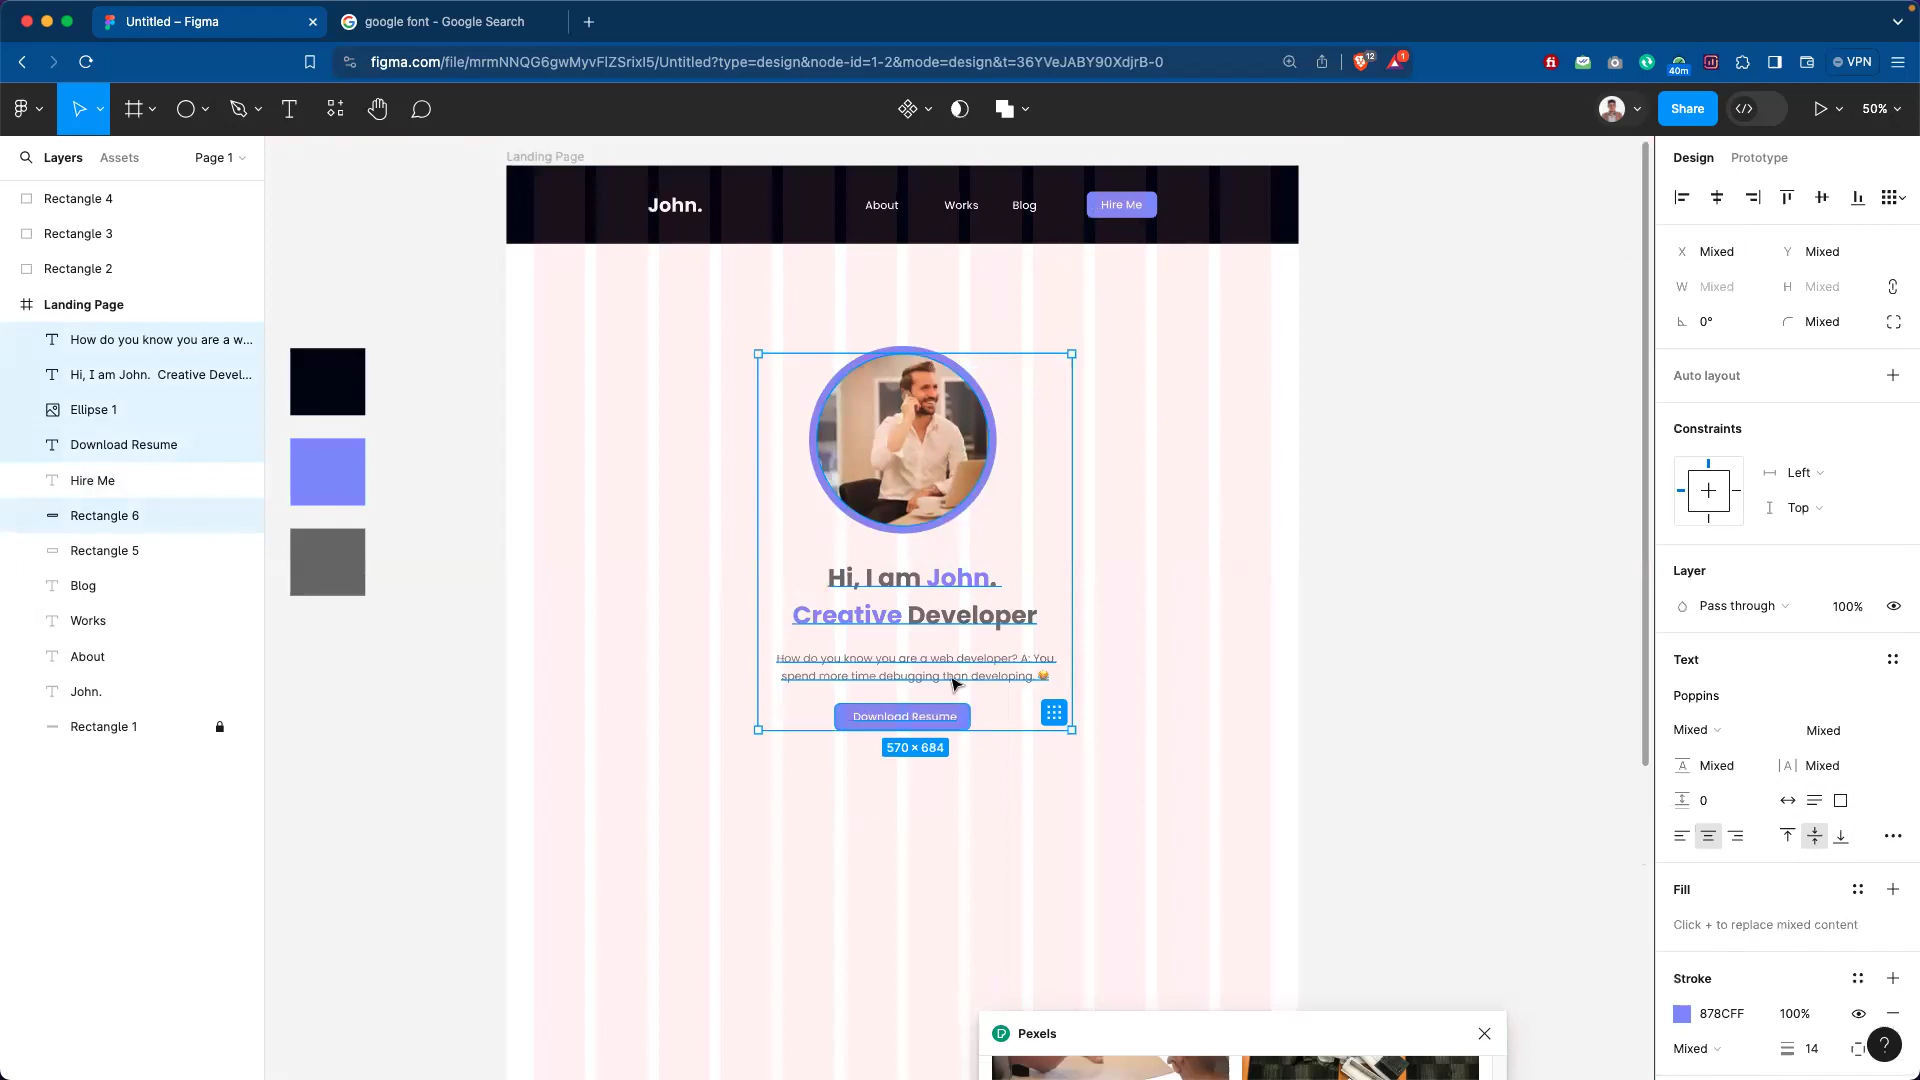 Untitled – Figma
google font - Google Search
figma.com/file/mrmNNQG6gwMyvFlZSrixI5/Untitled?type=design&node-id=1-2&mode=design&t=36YVeJABY90XdjrB-0
12
1
40m
VPN
Share
50%
Layers
Assets
Page 1
Rectangle 4
Rectangle 3
Rectangle 2
Landing Page
How do you know you are a w...
Hi, I am John. Creative Devel...
Ellipse 1
Download Resume
Hire Me
Rectangle 6
Rectangle 5
Blog
Works
About
John.
Rectangle 1
Landing Page
John.
About
Works
Blog
Hire Me
Hi, I am John.
Creative Developer
How do you know you are a web developer? A: You
spend more time debugging than developing. 😆
Download Resume
570 × 684
Pexels
Design
Prototype
X Mixed
Y Mixed
W Mixed
H Mixed
0°
Mixed
Auto layout
Constraints
Left
Top
Layer
Pass through
100%
Text
Poppins
Mixed
Mixed
A Mixed
|A| Mixed
0
Fill
Click + to replace mixed content
Stroke
878CFF
100%
Mixed
14
?